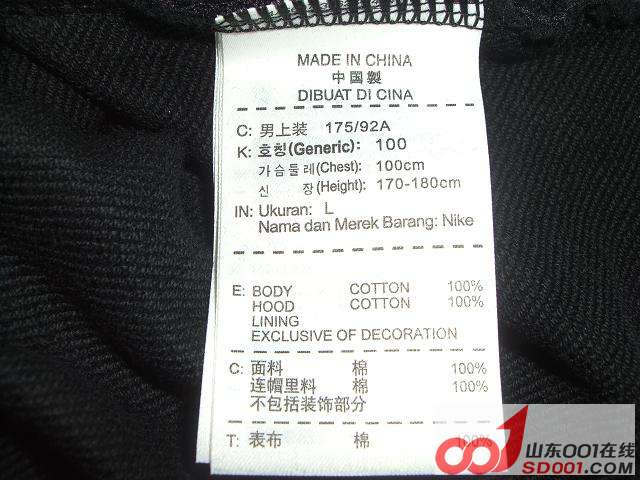 MADE IN CHINA
中国製
DIBUAT DI CINA
C: 男上装 175/92A
K: 호칭(Generic): 100
가슴둘레(Chest): 100cm
신 장(Height): 170-180cm
IN: Ukuran: L
Nama dan Merek Barang: Nike
E: BODY COTTON 100%
HOOD COTTON 100%
LINING
EXCLUSIVE OF DECORATION
C: 面料 棉 100%
连帽里料 棉 100%
不包括装饰部分
T: 表布 棉 100%
001 山东001在线
SD001.COM